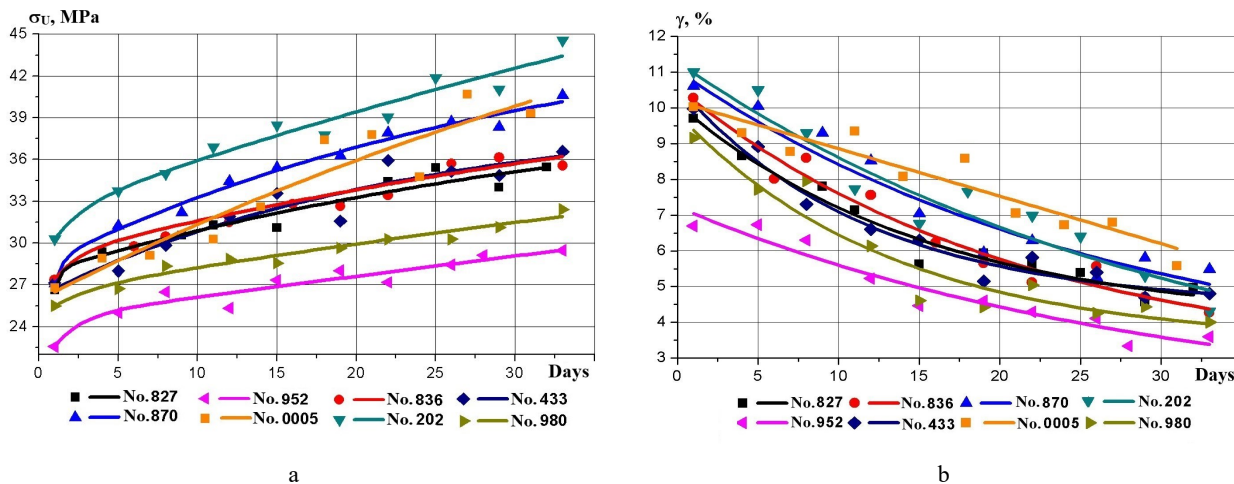 σU, MPa
45
42
39
36
33
30
27
24
0 5 10 15 20 25 30 Days
No.827 No.952 No.836 No.433
No.870 No.0005 No.202 No.980
a
γ, %
12
11
10
9
8
7
6
5
4
3
0 5 10 15 20 25 30 Days
No.827 No.836 No.870 No.202
No.952 No.433 No.0005 No.980
b